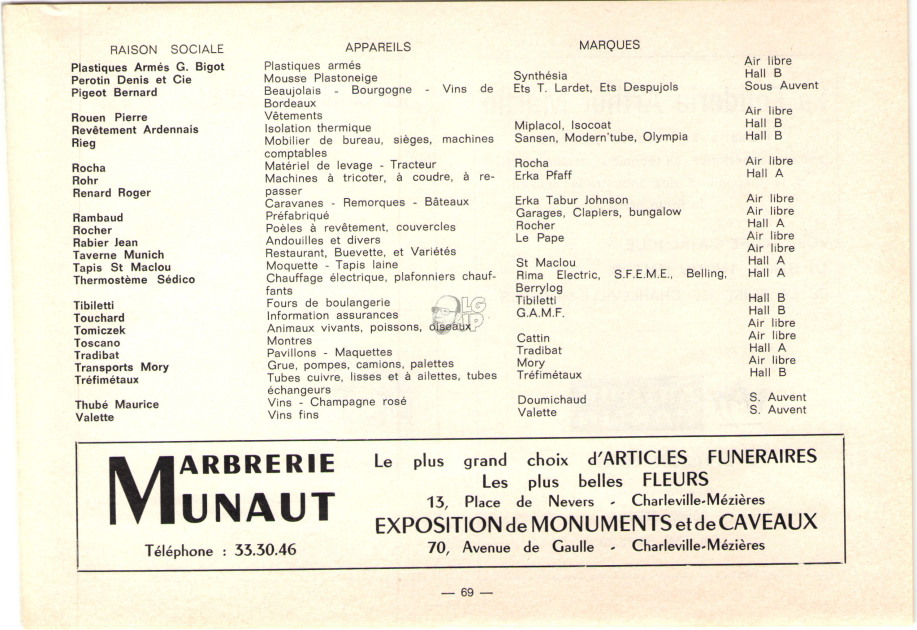 RAISON SOCIALE APPAREILS MARQUES
Plastiques Armés G. Bigot Plastiques armés Air libre
Perotin Denis et Cie Mousse Plastoneige Synthésia Hall B
Pigeot Bernard Beaujolais - Bourgogne - Vins de Ets T. Lardet, Ets Despujols Sous Auvent
Bordeaux
Rouen Pierre Vêtements Air libre
Revêtement Ardennais Isolation thermique Miplacol, Isocoat Hall B
Rieg Mobilier de bureau, sièges, machines Sansen, Modern'tube, Olympia Hall B
comptables
Rocha Matériel de levage - Tracteur Rocha Air libre
Rohr Machines à tricoter, à coudre, à re- Erka Pfaff Hall A
Renard Roger passer
Caravanes - Remorques - Bâteaux Erka Tabur Johnson Air libre
Rambaud Préfabriqué Garages, Clapiers, bungalow Air libre
Rocher Poèles à revêtement, couvercles Rocher Hall A
Rabier Jean Andouilles et divers Le Pape Air libre
Taverne Munich Restaurant, Buvette, et Variétés Air libre
Tapis St Maclou Moquette - Tapis laine St Maclou Hall A
Thermostème Sédico Chauffage électrique, plafonniers chauf- Rima Electric, S.F.E.M.E., Belling, Hall A
fants Berrylog
Tibiletti Fours de boulangerie Tibiletti Hall B
Touchard Information assurances G.A.M.F. Hall B
Tomiczek Animaux vivants, poissons, oiseaux Air libre
Toscano Montres Cattin Air libre
Tradibat Pavillons - Maquettes Tradibat Hall A
Transports Mory Grue, pompes, camions, palettes Mory Air libre
Tréfimétaux Tubes cuivre, lisses et à ailettes, tubes Tréfimétaux Hall B
échangeurs
Thubé Maurice Vins - Champagne rosé Doumichaud S. Auvent
Valette Vins fins Valette S. Auvent
MARBRERIE
MUNAUT
Téléphone : 33.30.46
Le plus grand choix d'ARTICLES FUNERAIRES
Les plus belles FLEURS
13, Place de Nevers - Charleville-Mézières
EXPOSITION de MONUMENTS et de CAVEAUX
70, Avenue de Gaulle - Charleville-Mézières
— 69 —